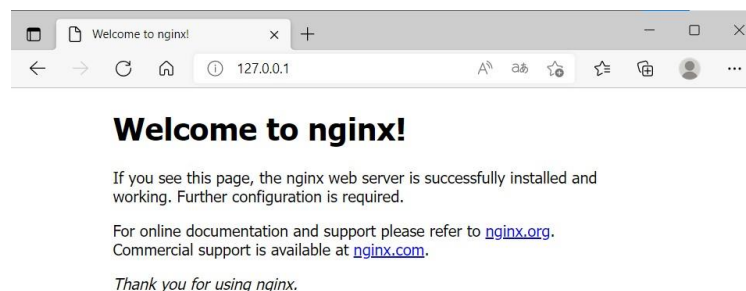 Welcome to nginx!
127.0.0.1
A
aあ
Welcome to nginx!
If you see this page, the nginx web server is successfully installed and
working. Further configuration is required.
For online documentation and support please refer to nginx.org.
Commercial support is available at nginx.com.
Thank you for using nginx.